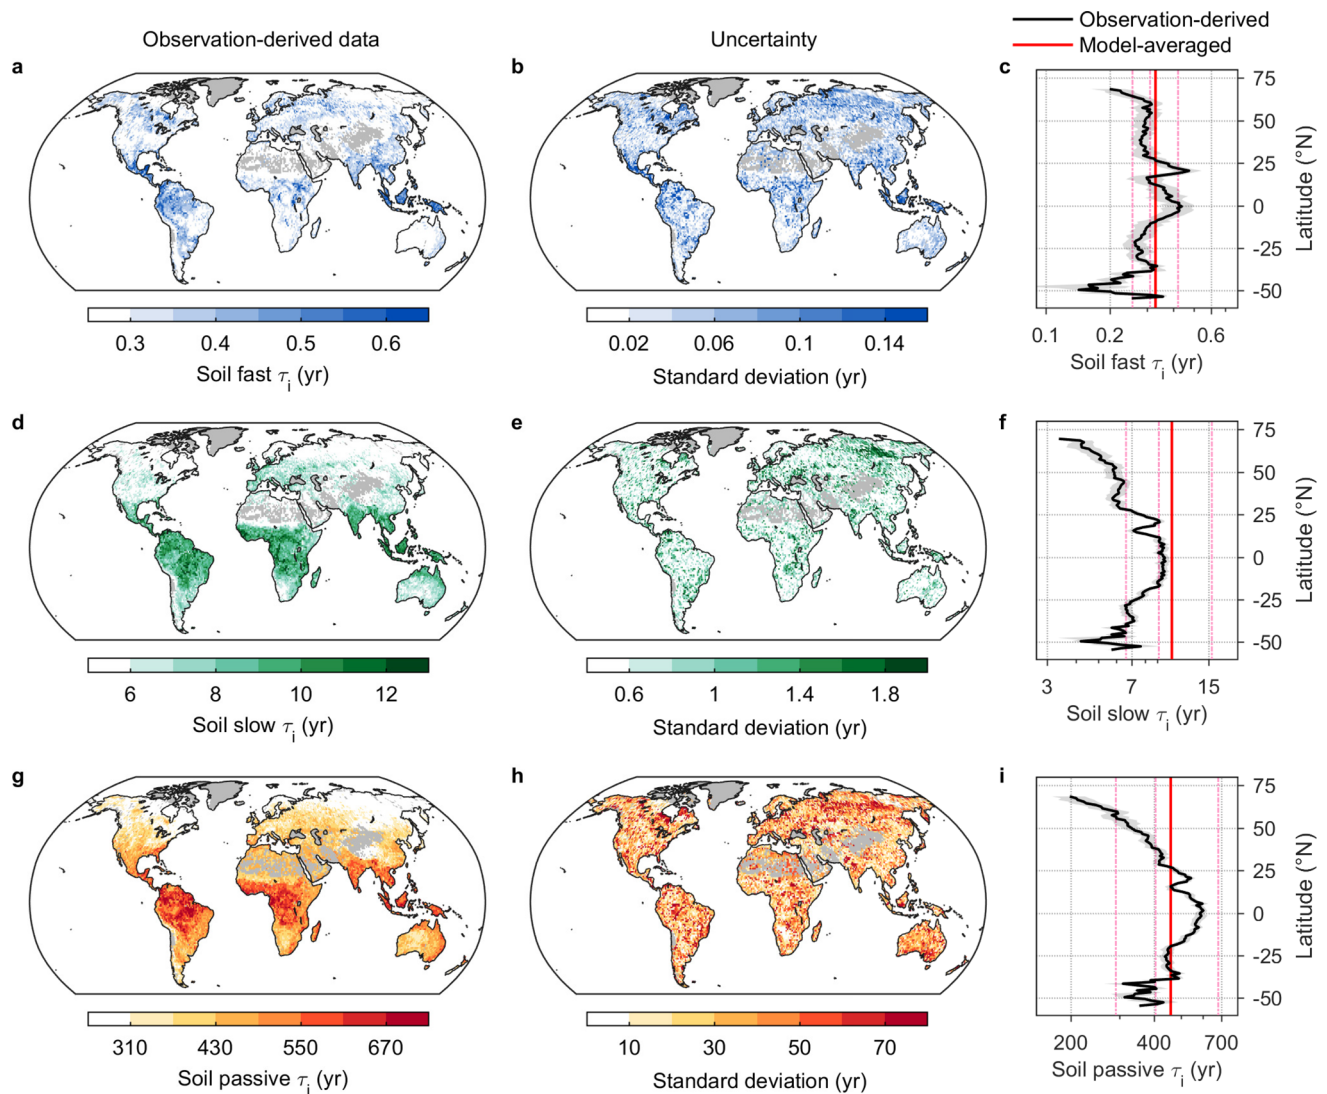 Observation-derived data
Uncertainty
Observation-derived
Model-averaged
a
b
c
75
50
25
0
-25
-50
Latitude (°N)
0.3 0.4 0.5 0.6
Soil fast τi (yr)
0.02 0.06 0.1 0.14
Standard deviation (yr)
0.1 0.2 0.6
Soil fast τi (yr)
d
e
f
75
50
25
0
-25
-50
Latitude (°N)
6 8 10 12
Soil slow τi (yr)
0.6 1 1.4 1.8
Standard deviation (yr)
3 7 15
Soil slow τi (yr)
g
h
i
75
50
25
0
-25
-50
Latitude (°N)
310 430 550 670
Soil passive τi (yr)
10 30 50 70
Standard deviation (yr)
200 400 700
Soil passive τi (yr)